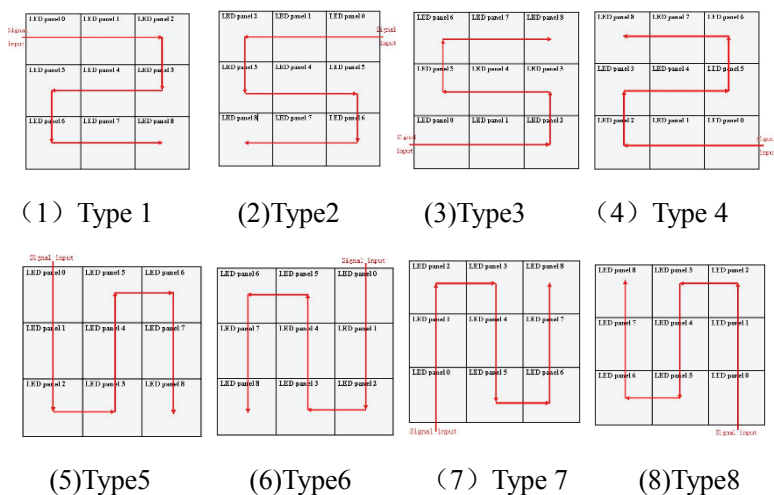 LED panel 0 LED panel 1 LED panel 2
Signal
input
LED panel 5 LED panel 4 LED panel 3
LED panel 6 LED panel 7 LED panel 8
(1) Type 1
LED panel 2 LED panel 1 LED panel 0
Signal
input
LED panel 3 LED panel 4 LED panel 5
LED panel 8 LED panel 7 LED panel 6
(2)Type2
LED panel 6 LED panel 7 LED panel 8
LED panel 5 LED panel 4 LED panel 3
LED panel 0 LED panel 1 LED panel 2
Signal
input
(3)Type3
LED panel 8 LED panel 7 LED panel 6
LED panel 3 LED panel 4 LED panel 5
LED panel 2 LED panel 1 LED panel 0
Signal
input
(4) Type 4
Signal input
LED panel 0 LED panel 5 LED panel 6
LED panel 1 LED panel 4 LED panel 7
LED panel 2 LED panel 3 LED panel 8
(5)Type5
Signal input
LED panel 6 LED panel 5 LED panel 0
LED panel 7 LED panel 4 LED panel 1
LED panel 8 LED panel 3 LED panel 2
(6)Type6
LED panel 2 LED panel 3 LED panel 8
LED panel 1 LED panel 4 LED panel 7
LED panel 0 LED panel 5 LED panel 6
Signal input
(7) Type 7
LED panel 8 LED panel 3 LED panel 2
LED panel 7 LED panel 4 LED panel 1
LED panel 6 LED panel 5 LED panel 0
Signal input
(8)Type8